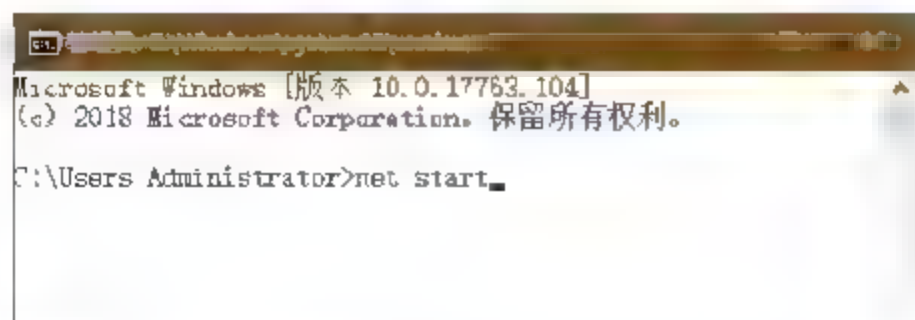 Microsoft Windows [版本 10.0.17763.104]
(c) 2018 Microsoft Corporation。保留所有权利。
C:\Users Administrator>net start